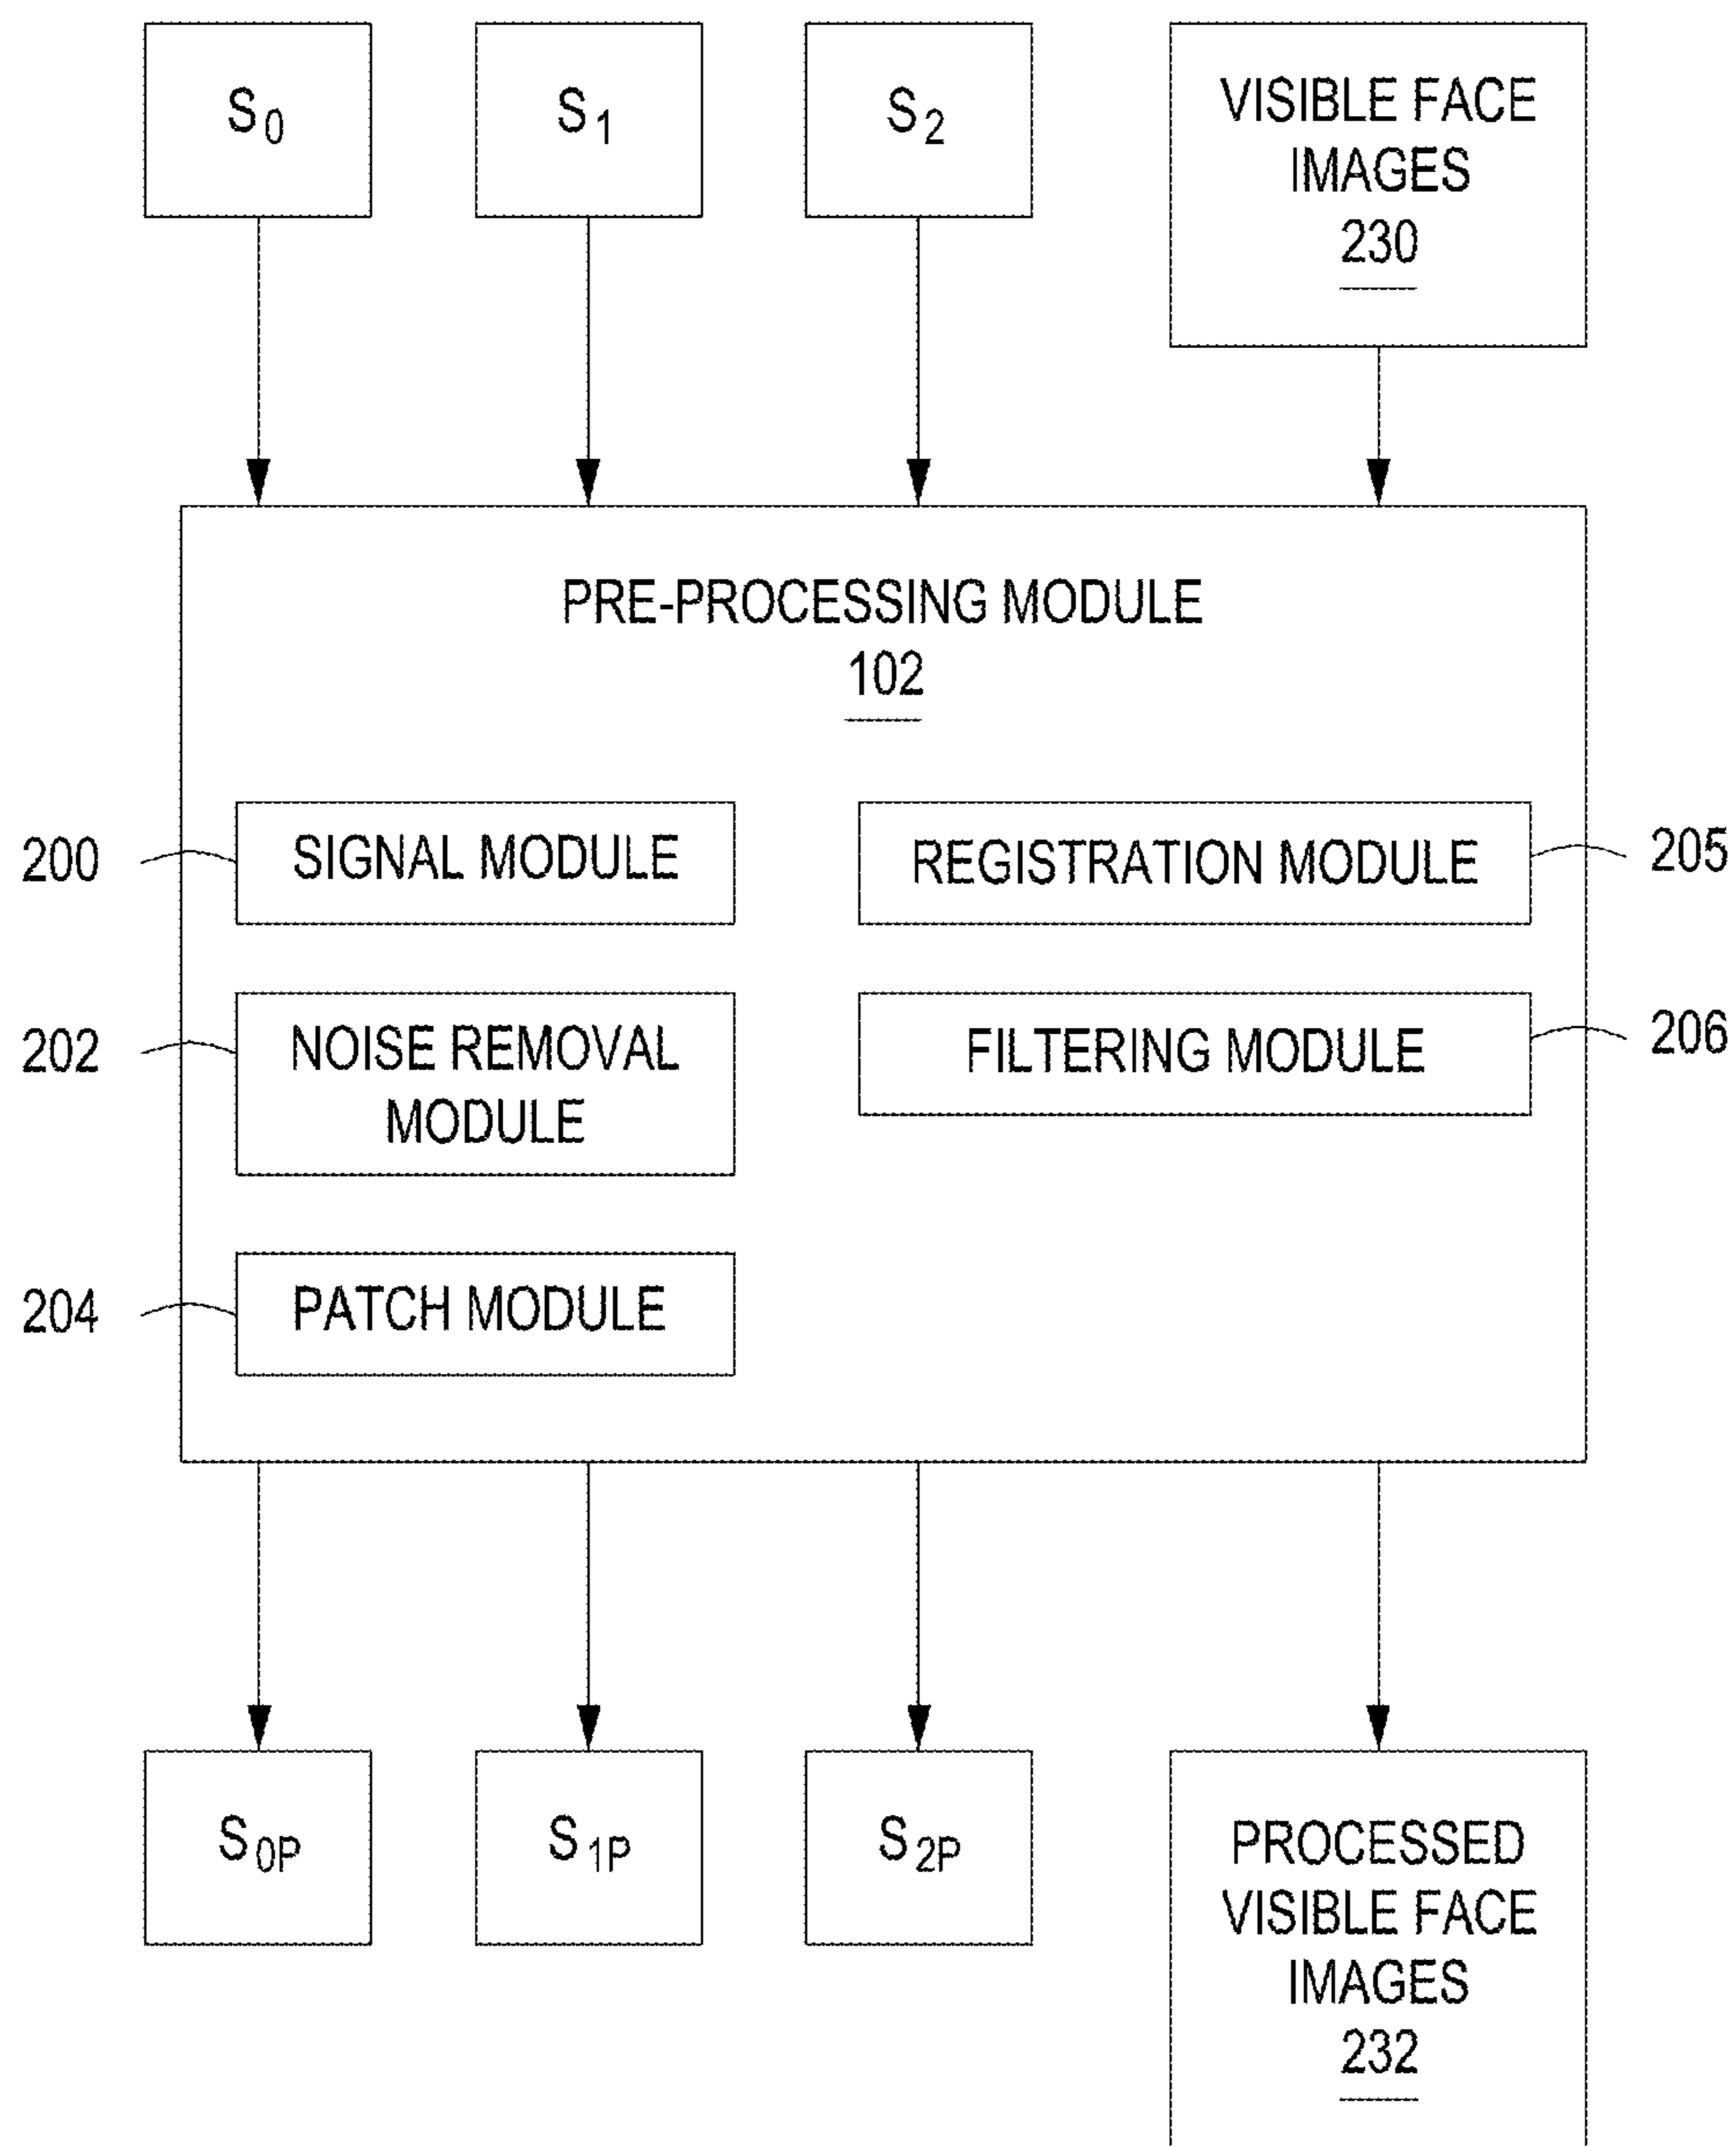 S0
S1
S2
VISIBLE FACE
IMAGES
230
PRE-PROCESSING MODULE
102
200
SIGNAL MODULE
REGISTRATION MODULE
205
202
NOISE REMOVAL
MODULE
FILTERING MODULE
206
204
PATCH MODULE
S0P
S1P
S2P
PROCESSED
VISIBLE FACE
IMAGES
232